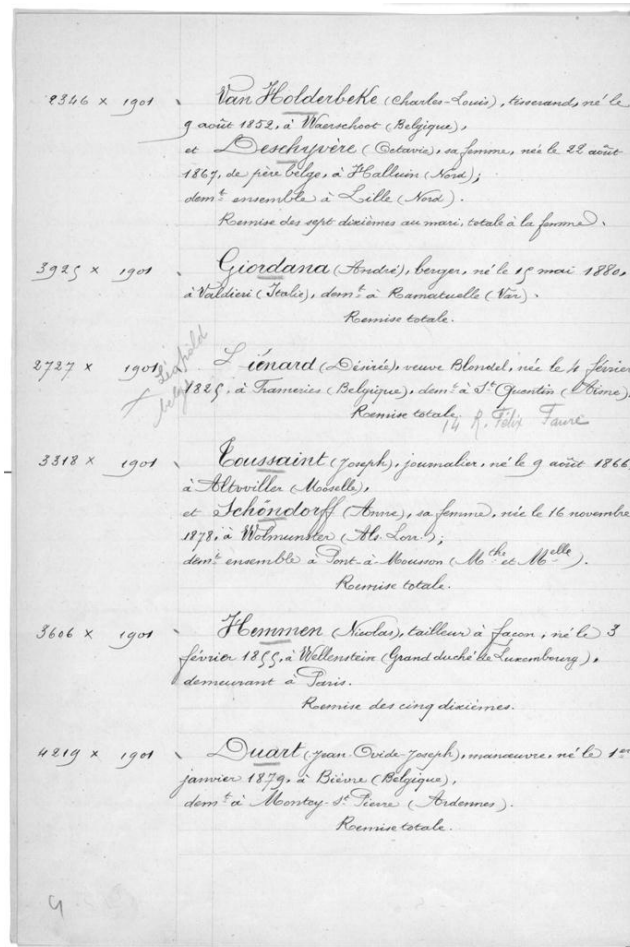 2346 x 1901 Van Holderbeke (Charles-Louis), tisserand, né le
9 août 1852, à Waerschoot (Belgique),
et Deschyvère (Octavie), sa femme, née le 22 août
1867, de père belge, à Halluin (Nord);
demt ensemble à Lille (Nord).
Remise des sept dixièmes au mari, totale à la femme.
3925 x 1901 Giordana (André), berger, né le 15 mai 1880,
à Valdieri (Italie), demt à Ramatuelle (Var).
Remise totale.
2727 x 1901 Liénard (Désirée), veuve Blondel, née le 4 février
Léopold
belge
1825, à Frameries (Belgique), demt à St Quentin (Aisne).
Remise totale. 14 R. Félix Faure
3318 x 1901 Toussaint (Joseph), journalier, né le 9 août 1866,
à Altviller (Moselle),
et Schöndorff (Anne), sa femme, née le 16 novembre
1878, à Wolmunster (Als. Lorr.);
demt ensemble à Pont-à-Mousson (Mthe et Melle).
Remise totale.
3606 x 1901 Hemmen (Nicolas), tailleur à façon, né le 3
février 1855, à Wellenstein (Grand duché de Luxembourg),
demeurant à Paris.
Remise des cinq dixièmes.
4219 x 1901 Duart (Jean-Ovide-Joseph), manœuvre, né le 1er
janvier 1879, à Bièvre (Belgique),
demt à Montcy-St Pierre (Ardennes).
Remise totale.